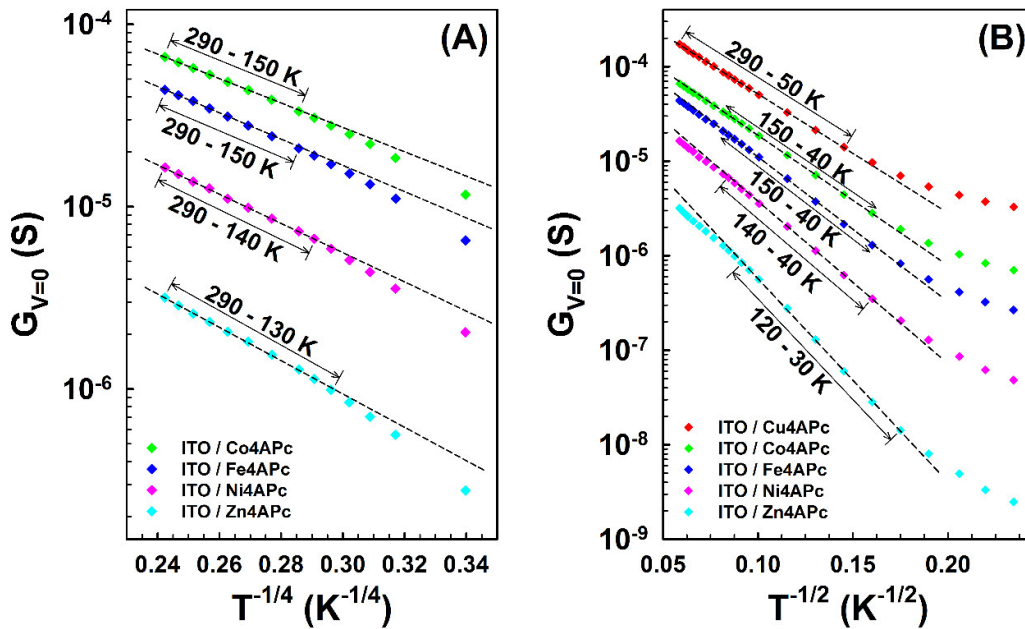 (A)
10^-4
10^-5
10^-6
G_V=0 (S)
290 - 150 K
290 - 150 K
290 - 140 K
290 - 130 K
ITO / Co4APc
ITO / Fe4APc
ITO / Ni4APc
ITO / Zn4APc
0.24 0.26 0.28 0.30 0.32 0.34
T^-1/4 (K^-1/4)
(B)
10^-4
10^-5
10^-6
10^-7
10^-8
10^-9
G_V=0 (S)
290 - 50 K
150 - 40 K
150 - 40 K
140 - 40 K
120 - 30 K
ITO / Cu4APc
ITO / Co4APc
ITO / Fe4APc
ITO / Ni4APc
ITO / Zn4APc
0.05 0.10 0.15 0.20
T^-1/2 (K^-1/2)